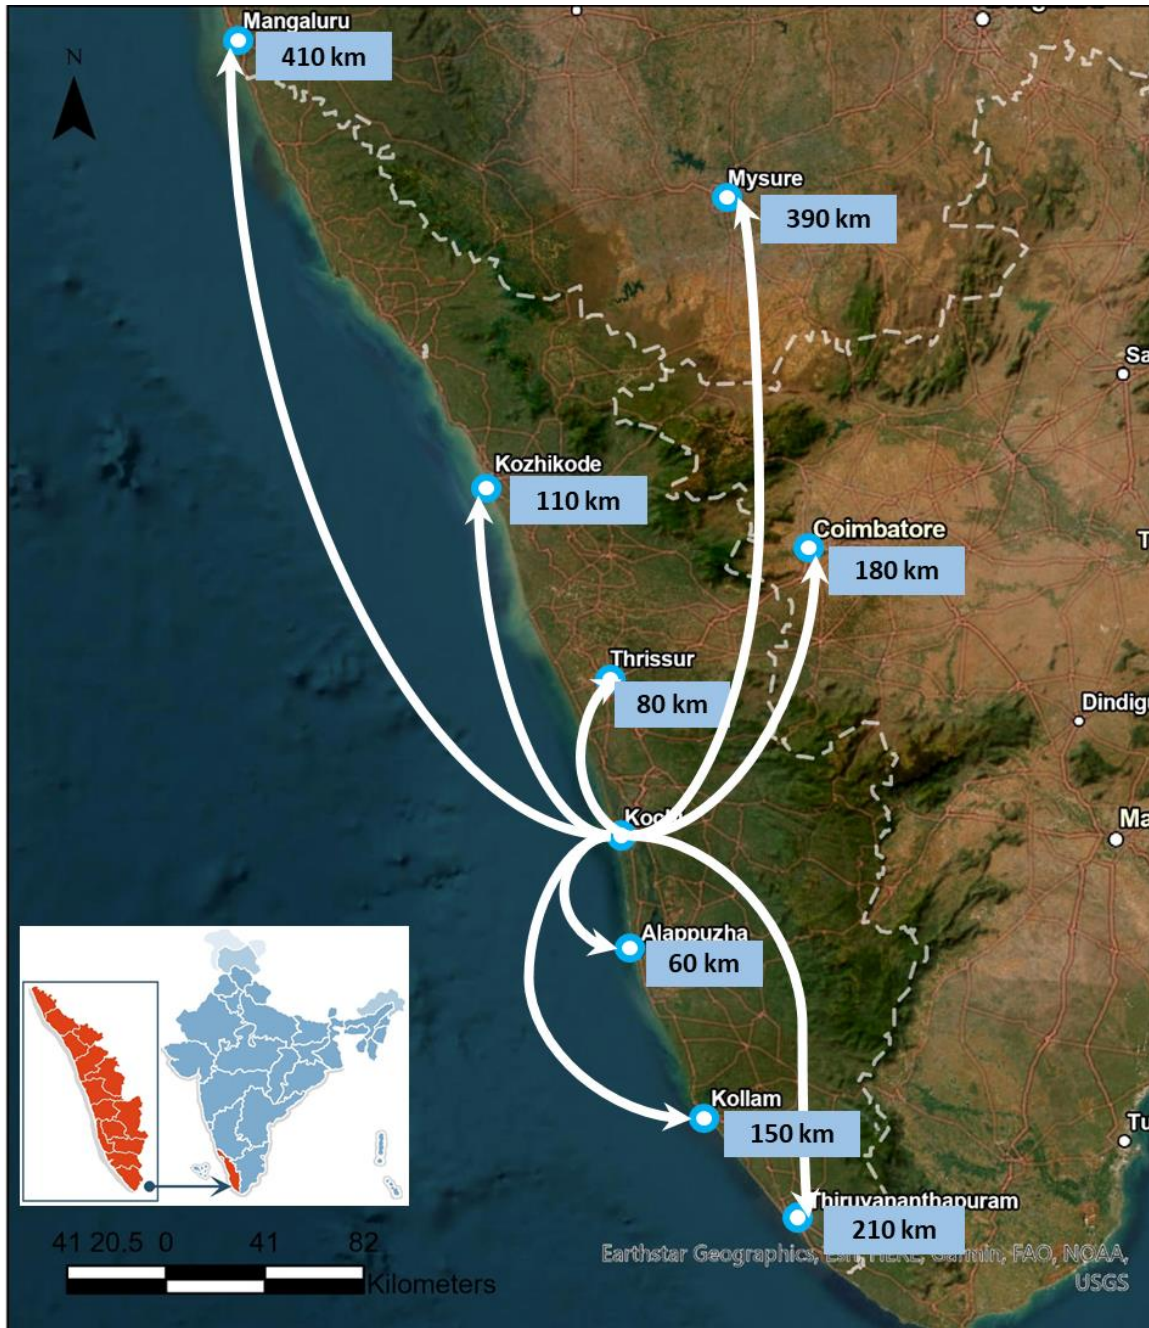 Mangaluru
410 km
N
Mysure
390 km
Sa
Kozhikode
110 km
Coimbatore
180 km
T
Thrissur
80 km
Dindigu
Kochi
Ma
Alappuzha
60 km
Kollam
150 km
Tu
Thiruvananthapuram
210 km
41 20.5 0 41 82
Kilometers
Earthstar Geographics, Esri, HERE, Garmin, FAO, NOAA,
USGS